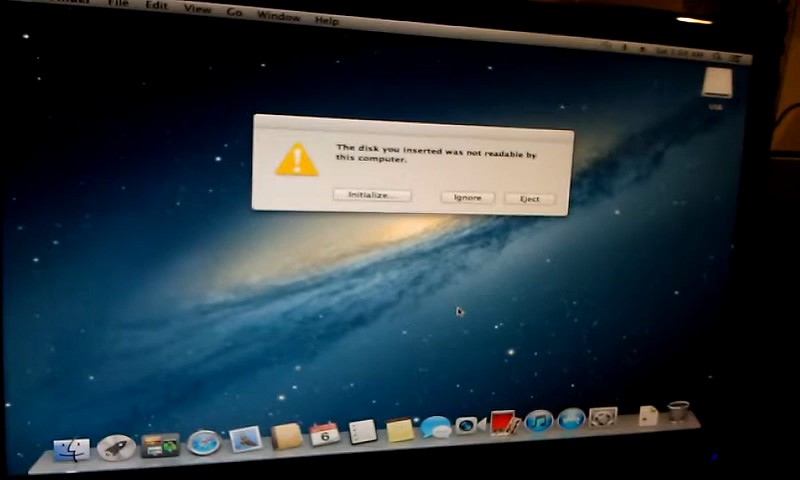 File Edit View Go Window Help
The disk you inserted was not readable by
this computer.
Initialize...
Ignore
Eject
6